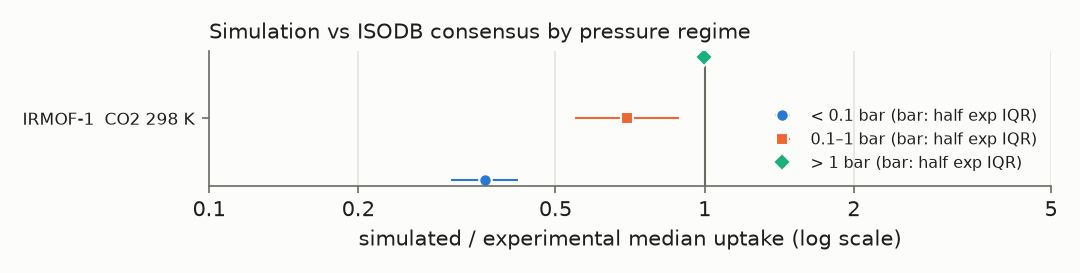 Simulation vs ISODB consensus by pressure regime
IRMOF-1 CO2 298 K
< 0.1 bar (bar: half exp IQR)
0.1–1 bar (bar: half exp IQR)
> 1 bar (bar: half exp IQR)
0.1 0.2 0.5 1 2 5
simulated / experimental median uptake (log scale)